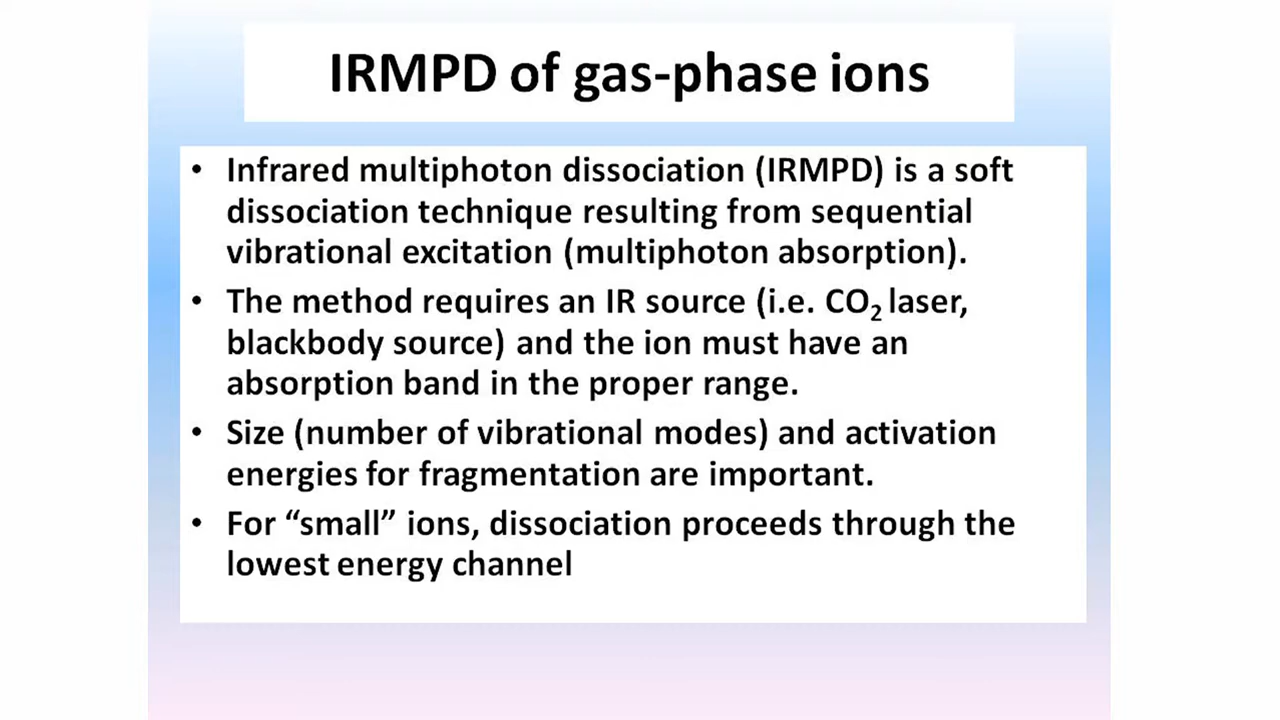 IRMPD of gas-phase ions
• Infrared multiphoton dissociation (IRMPD) is a soft
dissociation technique resulting from sequential
vibrational excitation (multiphoton absorption).
• The method requires an IR source (i.e. CO₂ laser,
blackbody source) and the ion must have an
absorption band in the proper range.
• Size (number of vibrational modes) and activation
energies for fragmentation are important.
• For “small” ions, dissociation proceeds through the
lowest energy channel